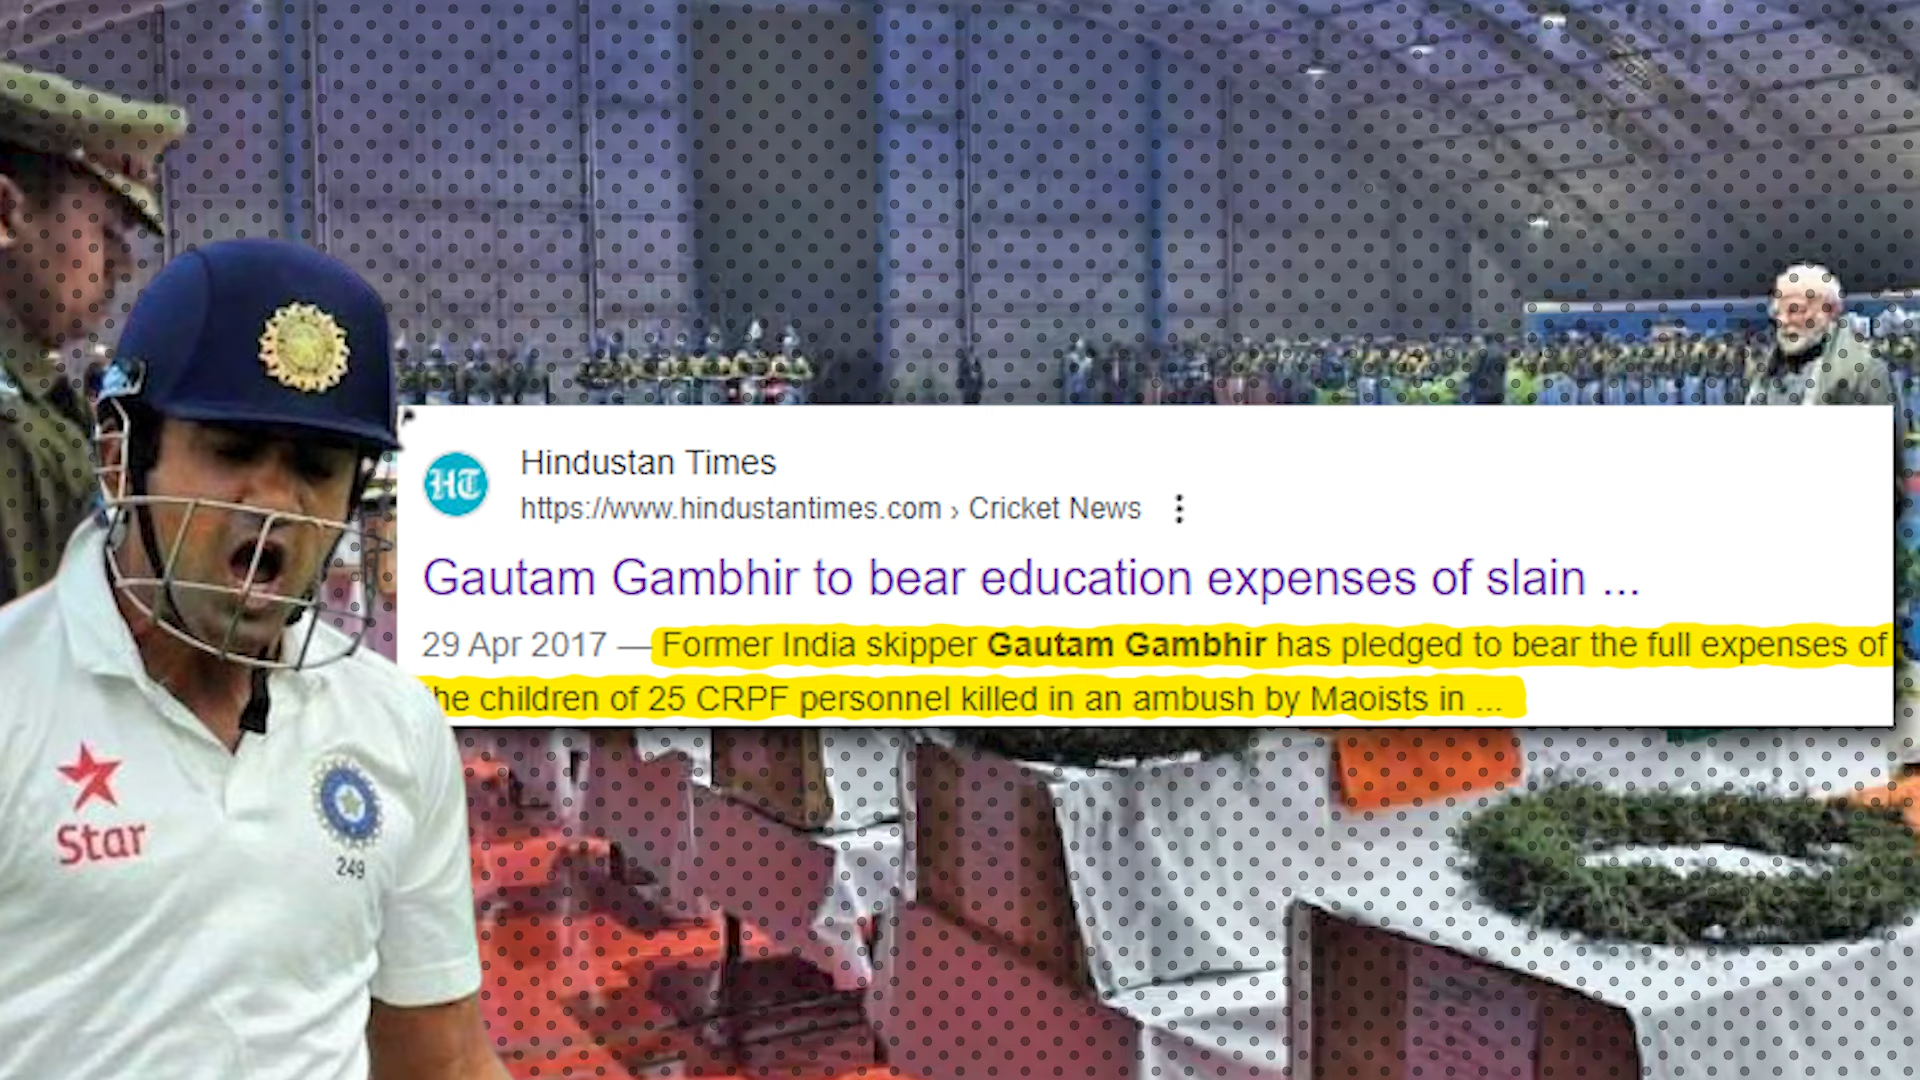 Hindustan Times
https://www.hindustantimes.com › Cricket News
Gautam Gambhir to bear education expenses of slain ...
29 Apr 2017 — Former India skipper Gautam Gambhir has pledged to bear the full expenses of
he children of 25 CRPF personnel killed in an ambush by Maoists in ...
HT
Star
249